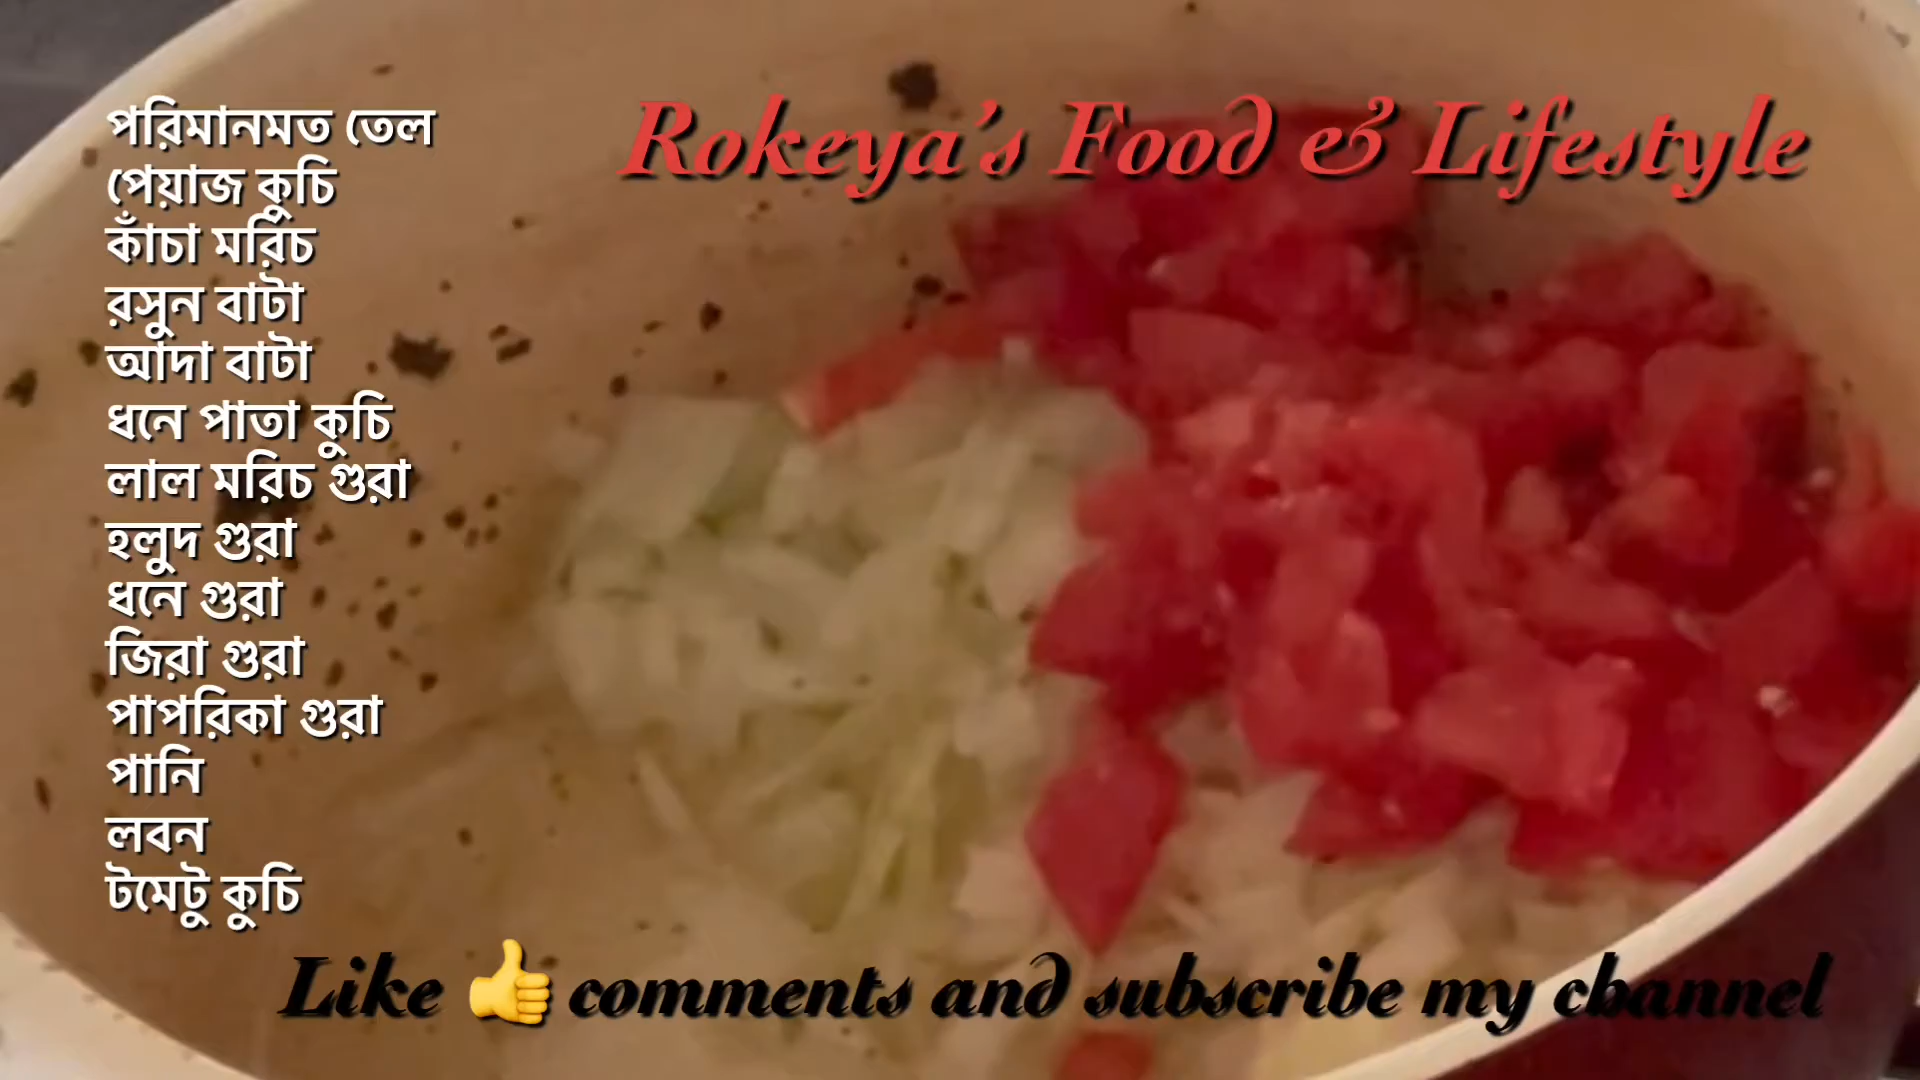 Rokeya's Food & Lifestyle
পরিমানমত তেল
পেয়াজ কুচি
কাঁচা মরিচ
রসুন বাটা
আদা বাটা
ধনে পাতা কুচি
লাল মরিচ গুরা
হলুদ গুরা
ধনে গুরা
জিরা গুরা
পাপরিকা গুরা
পানি
লবন
টমেটু কুচি
Like 👍 comments and subscribe my channel